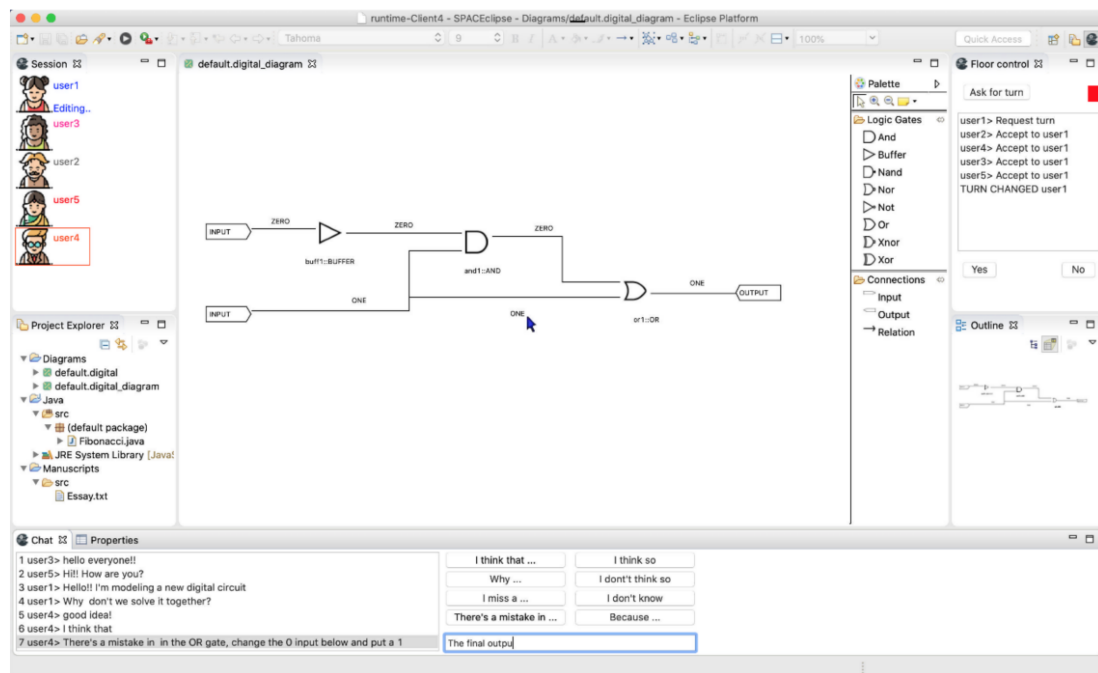 runtime-Client4 - SPACEclipse - Diagrams/default.digital_diagram - Eclipse Platform
Tahoma 9 B I A 100% Quick Access
Session
user1
Editing..
user3
user2
user5
user4
Project Explorer
Diagrams
default.digital
default.digital_diagram
Java
src
(default package)
Fibonacci.java
JRE System Library [JavaS
Manuscripts
src
Essay.txt
default.digital_diagram
INPUT
ZERO
buff1::BUFFER
ZERO
and1::AND
ZERO
INPUT
ONE
ONE
or1::OR
ONE
OUTPUT
Palette
Logic Gates
And
Buffer
Nand
Nor
Not
Or
Xnor
Xor
Connections
Input
Output
Relation
Floor control
Ask for turn
user1> Request turn
user2> Accept to user1
user4> Accept to user1
user3> Accept to user1
user5> Accept to user1
TURN CHANGED user1
Yes No
Outline
Chat Properties
1 user3> hello everyone!!
2 user5> Hi!! How are you?
3 user1> Hello!! I'm modeling a new digital circuit
4 user1> Why don't we solve it together?
5 user4> good idea!
6 user4> I think that
7 user4> There's a mistake in in the OR gate, change the 0 input below and put a 1
I think that ... I think so
Why ... I dont't think so
I miss a ... I don't know
There's a mistake in ... Because ...
The final outpu